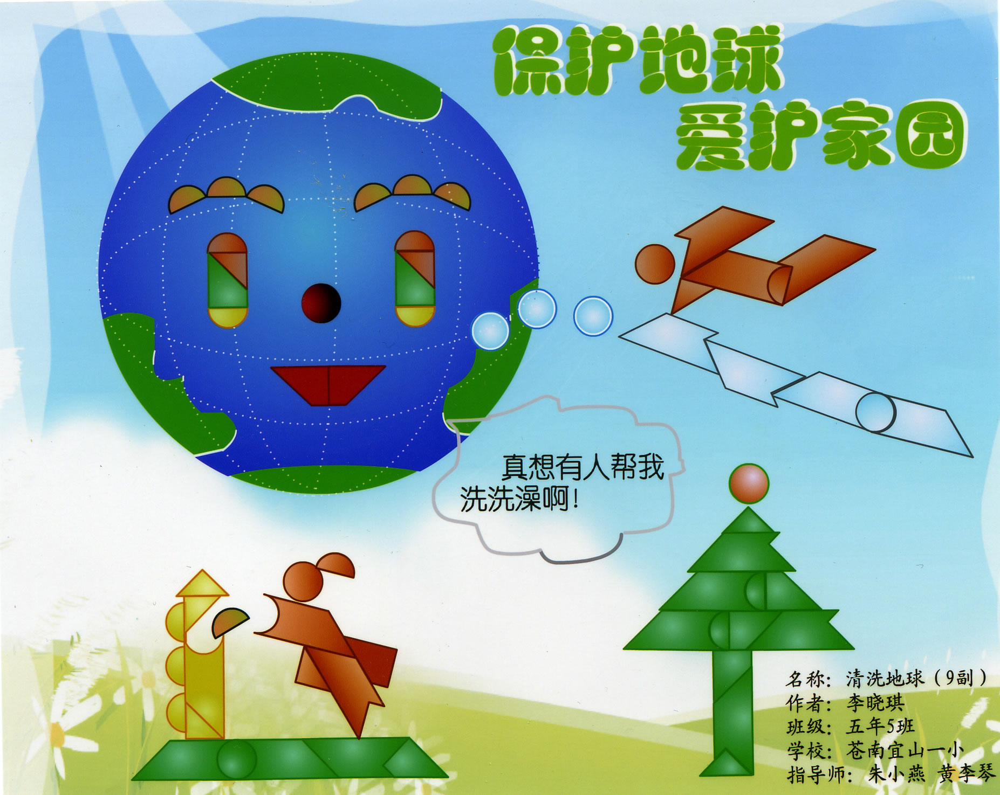 保护地球
爱护家园
真想有人帮我
洗洗澡啊！
名称：清洗地球（9副）
作者：李晓琪
班级：五年5班
学校：苍南宜山一小
指导师：朱小燕 黄李琴